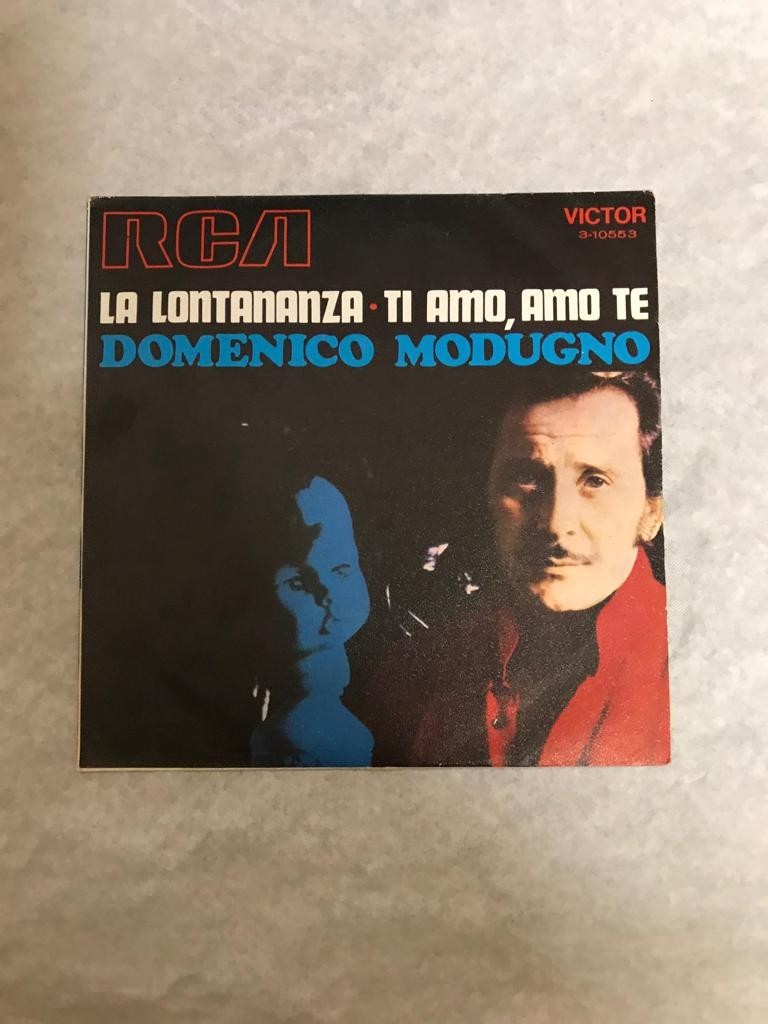 RCA
VICTOR
3-10553
LA LONTANANZA · TI AMO, AMO TE
DOMENICO MODUGNO